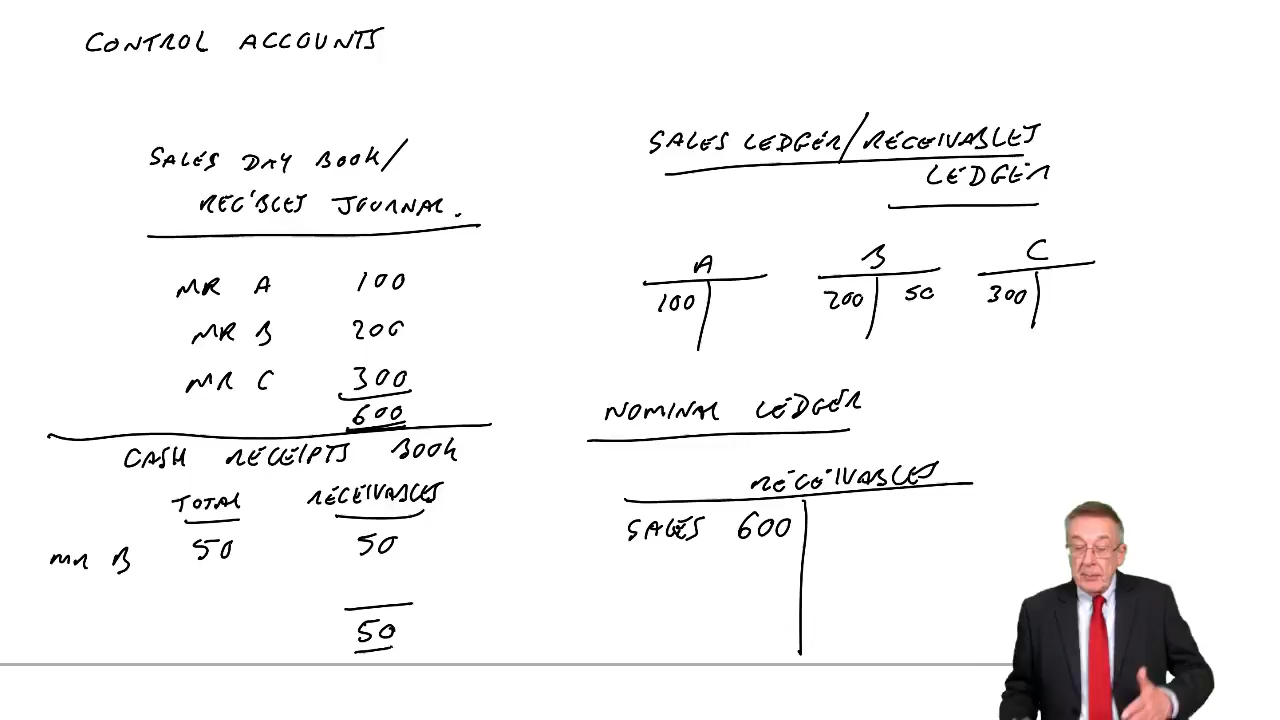 CONTROL ACCOUNTS
SALES DAY BOOK/
REC'BLES JOURNAL.
MR A 100
MR B 200
MR C 300
600
CASH RECEIPTS BOOK
TOTAL RECEIVABLES
MR B 50 50
50
SALES LEDGER/RECEIVABLES
LEDGER
A B C
100 200 50 300
NOMINAL LEDGER
RECEIVABLES
SALES 600